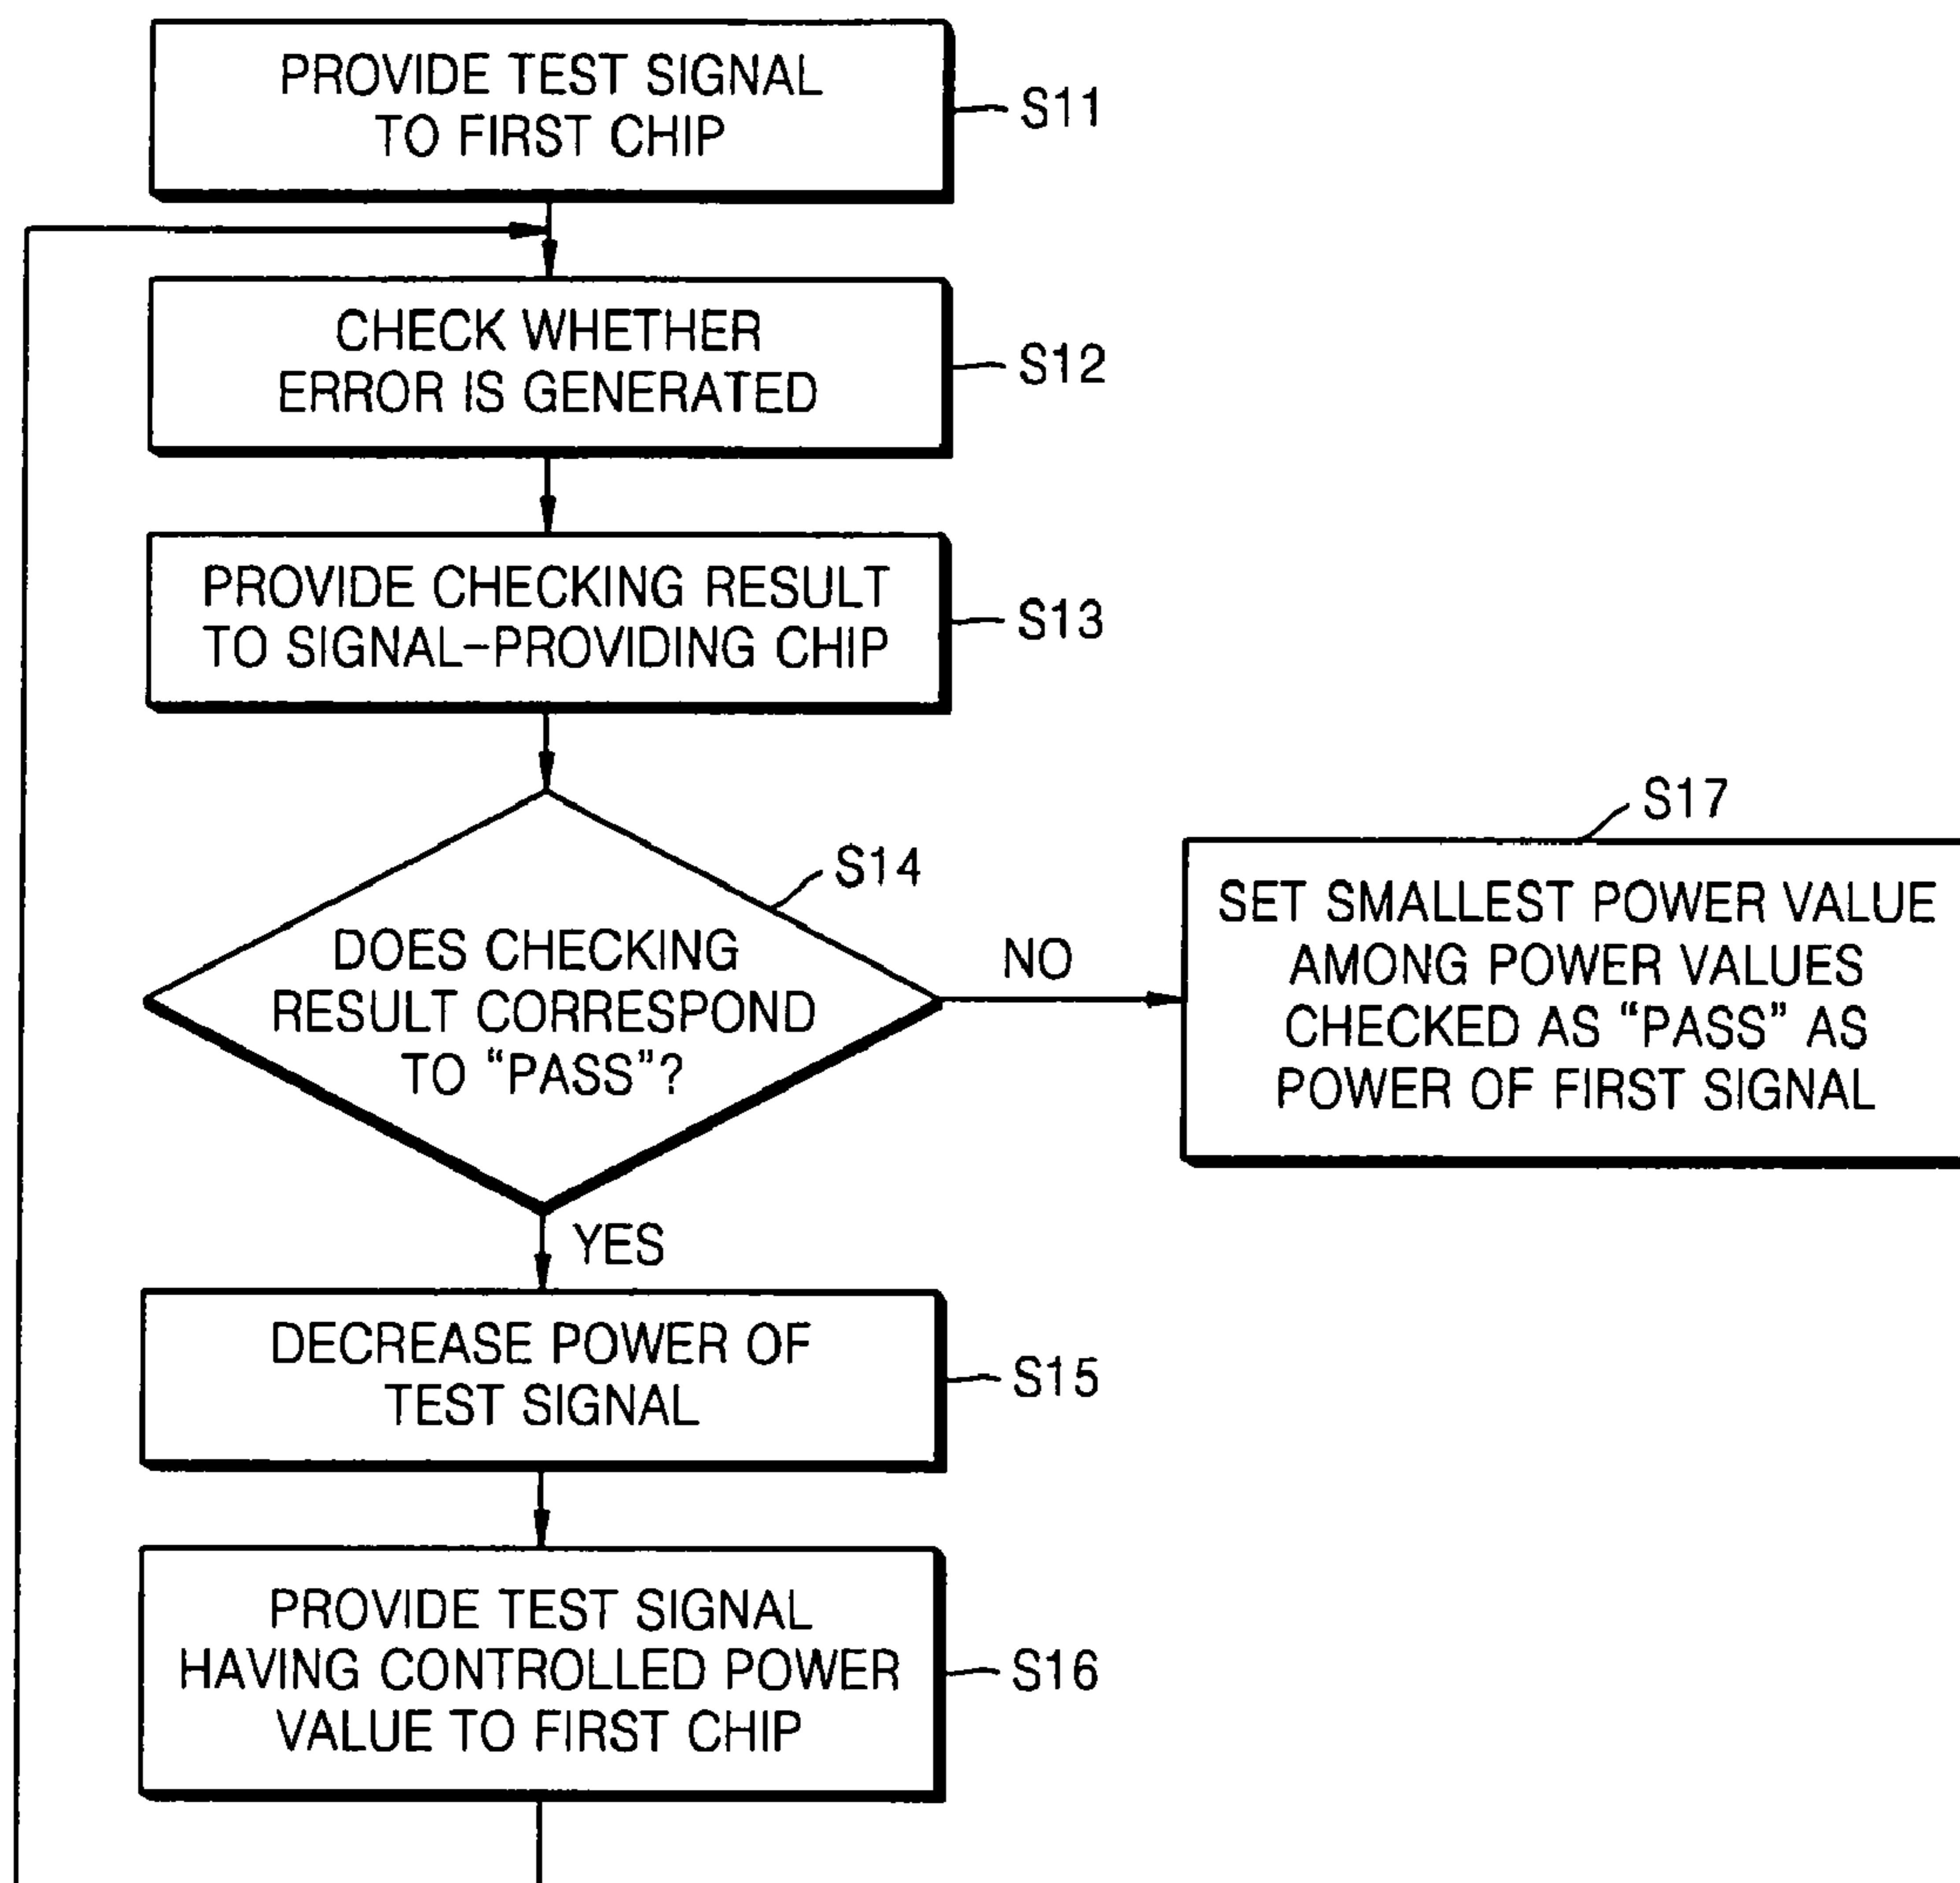 PROVIDE TEST SIGNAL
TO FIRST CHIP
S11
CHECK WHETHER
ERROR IS GENERATED
S12
PROVIDE CHECKING RESULT
TO SIGNAL-PROVIDING CHIP
S13
S14
DOES CHECKING
RESULT CORRESPOND
TO “PASS”?
NO
S17
SET SMALLEST POWER VALUE
AMONG POWER VALUES
CHECKED AS “PASS” AS
POWER OF FIRST SIGNAL
YES
DECREASE POWER OF
TEST SIGNAL
S15
PROVIDE TEST SIGNAL
HAVING CONTROLLED POWER
VALUE TO FIRST CHIP
S16